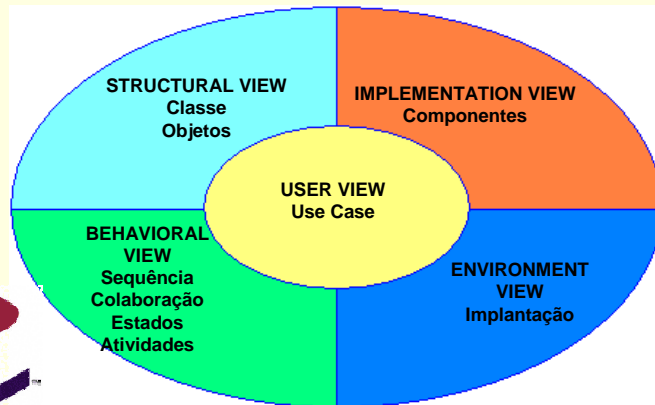 STRUCTURAL VIEW
Classe
Objetos
IMPLEMENTATION VIEW
Componentes
USER VIEW
Use Case
BEHAVIORAL
VIEW
Sequência
Colaboração
Estados
Atividades
ENVIRONMENT
VIEW
Implantação
TM